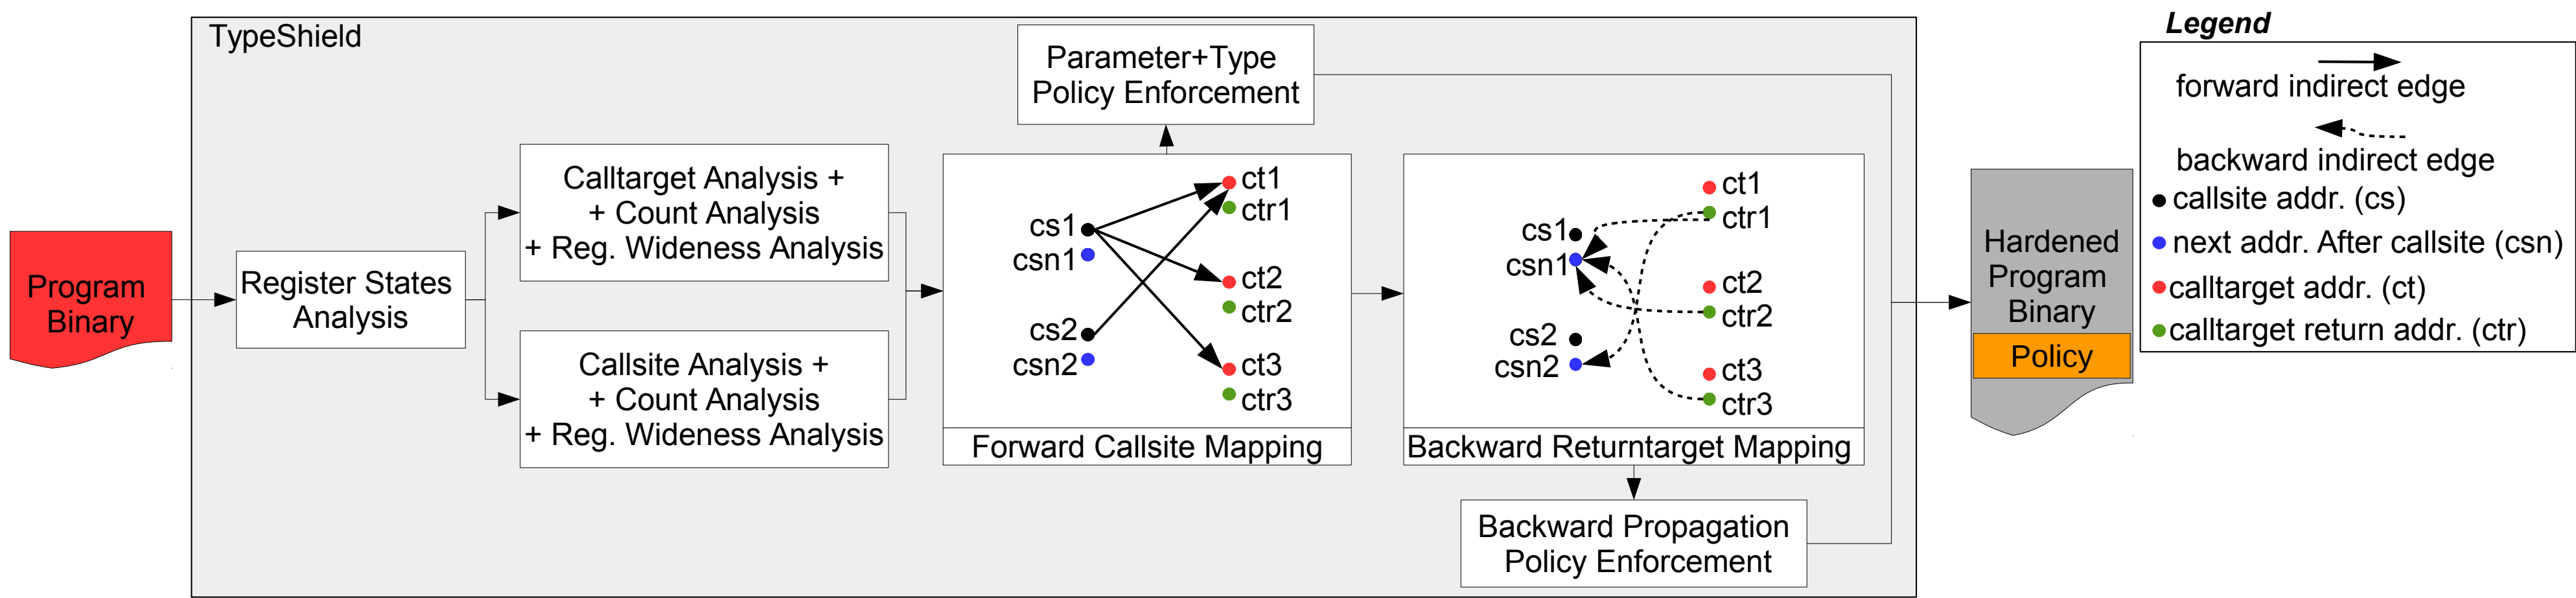 TypeShield
Program
Binary
Register States
Analysis
Calltarget Analysis +
+ Count Analysis
+ Reg. Wideness Analysis
Callsite Analysis +
+ Count Analysis
+ Reg. Wideness Analysis
Parameter+Type
Policy Enforcement
cs1
csn1
cs2
csn2
ct1
ctr1
ct2
ctr2
ct3
ctr3
Forward Callsite Mapping
cs1
csn1
cs2
csn2
ct1
ctr1
ct2
ctr2
ct3
ctr3
Backward Returntarget Mapping
Backward Propagation
Policy Enforcement
Hardened
Program
Binary
Policy
Legend
forward indirect edge
backward indirect edge
callsite addr. (cs)
next addr. After callsite (csn)
calltarget addr. (ct)
calltarget return addr. (ctr)